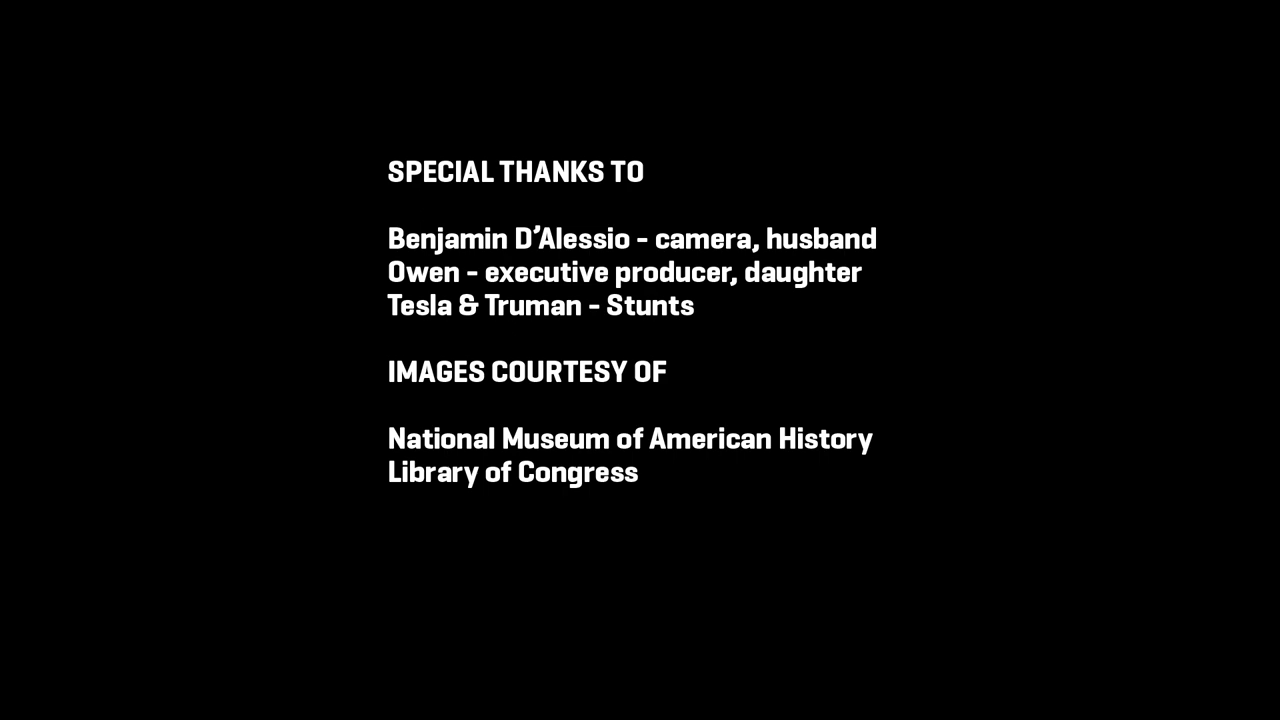 SPECIAL THANKS TO
Benjamin D’Alessio - camera, husband
Owen - executive producer, daughter
Tesla & Truman - Stunts
IMAGES COURTESY OF
National Museum of American History
Library of Congress